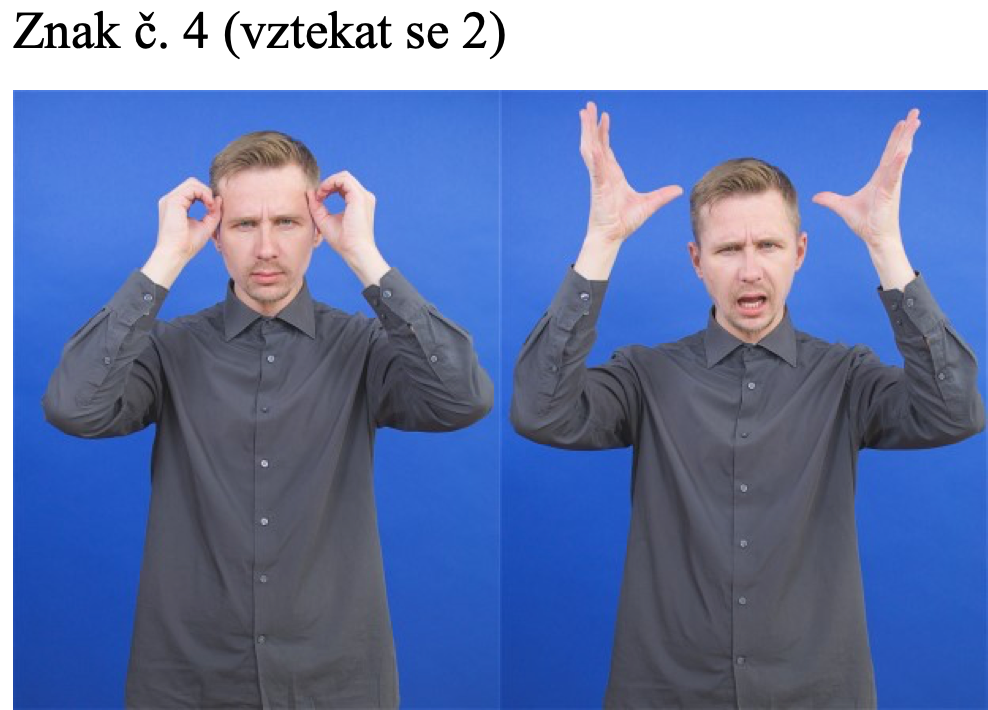 Znak č. 4 (vztekat se 2)